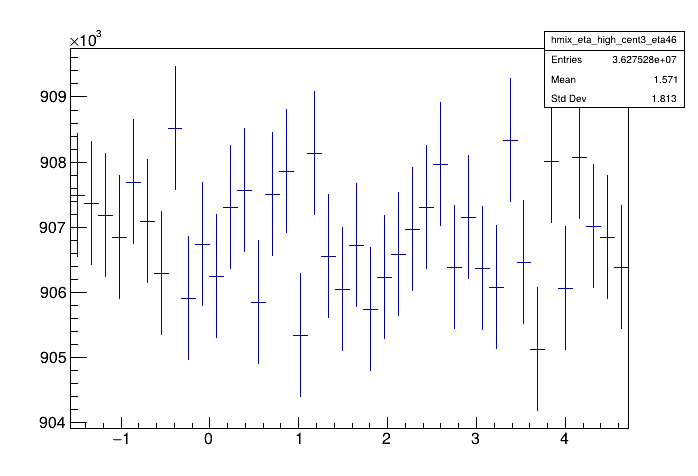 ×10³
hmix_eta_high_cent3_eta46
Entries 3.627528e+07
Mean 1.571
Std Dev 1.813
909
908
907
906
905
904
−1 0 1 2 3 4